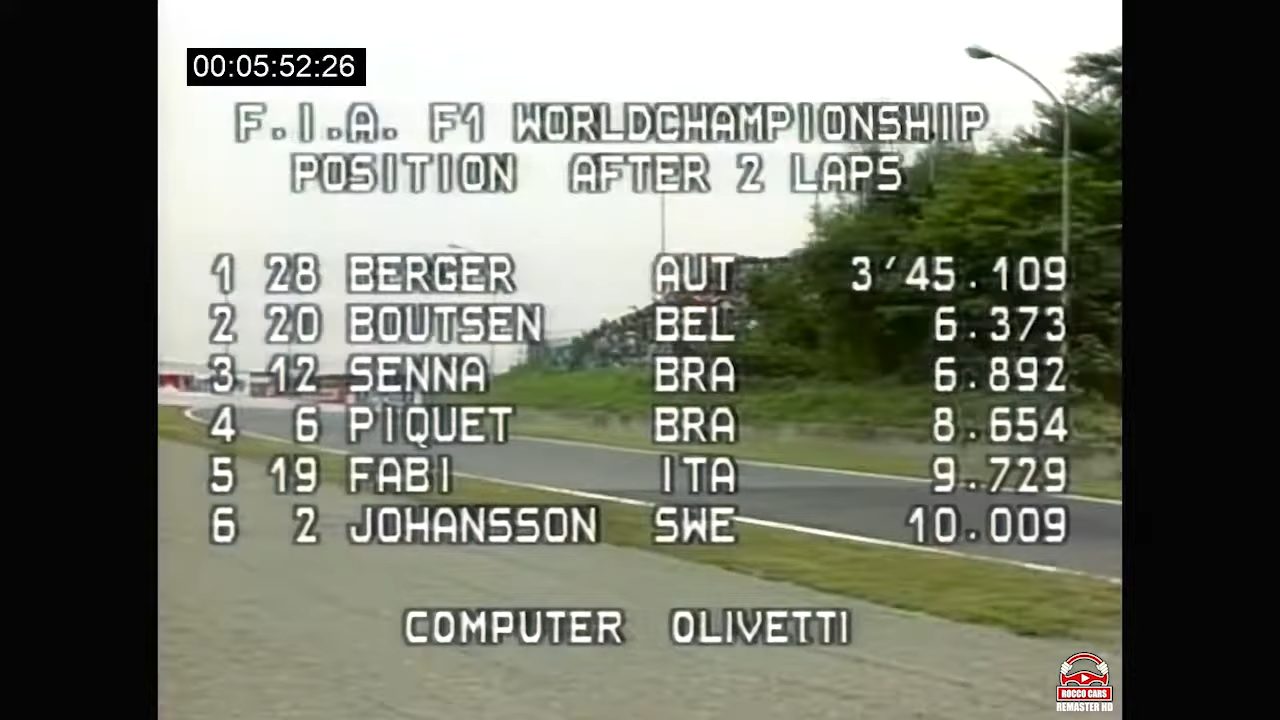 00:05:52:26
F.I.A. F1 WORLDCHAMPIONSHIP
POSITION AFTER 2 LAPS
1 28 BERGER AUT 3'45.109
2 20 BOUTSEN BEL 6.373
3 12 SENNA BRA 6.892
4 6 PIQUET BRA 8.654
5 19 FABI ITA 9.729
6 2 JOHANSSON SWE 10.009
COMPUTER OLIVETTI
ROCCO CARS
REMASTER HD